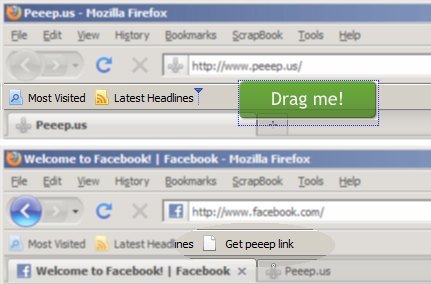 Peeep.us - Mozilla Firefox
File Edit View History Bookmarks ScrapBook Tools Help
http://www.peeep.us/
Most Visited Latest Headlines Drag me!
Peeep.us
Welcome to Facebook! | Facebook - Mozilla Firefox
File Edit View History Bookmarks ScrapBook Tools Help
http://www.facebook.com/
Most Visited Latest Headlines Get peeep link
Welcome to Facebook! | Facebook Peeep.us